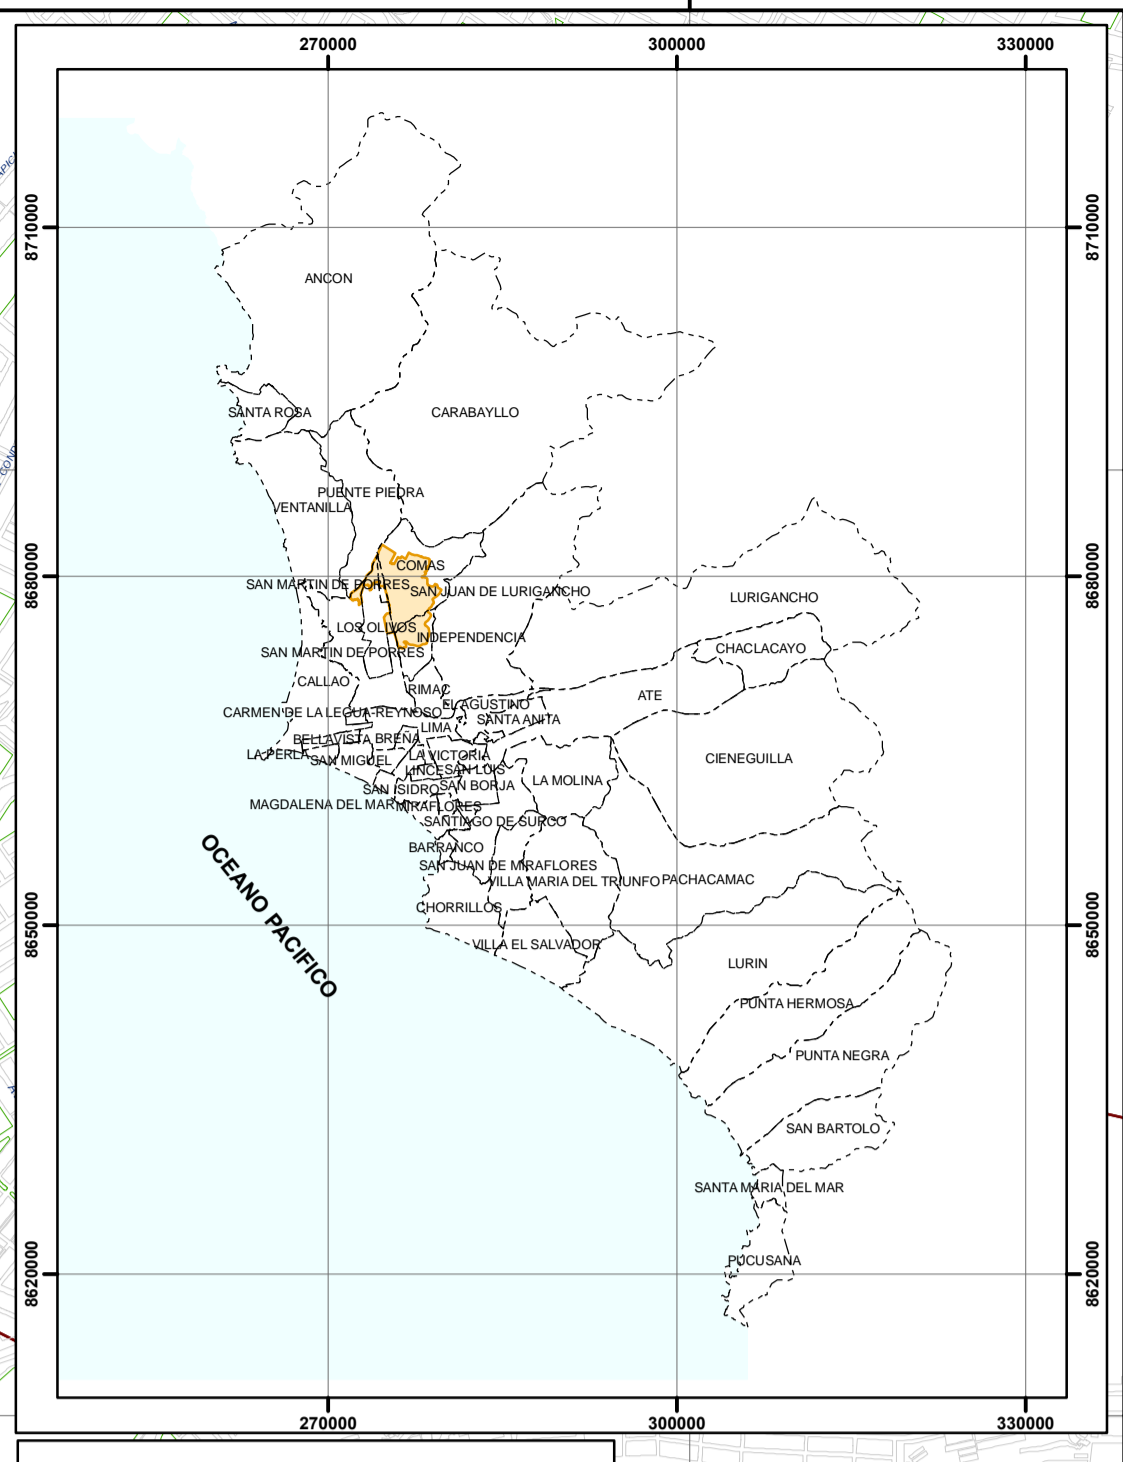 270000 300000 330000
8710000 8710000
ANCON
SANTA ROSA CARABAYLLO
PUENTE PIEDRA
VENTANILLA
COMAS
8680000 8680000
SAN MARTIN DE PORRES SAN JUAN DE LURIGANCHO LURIGANCHO
LOS OLIVOS INDEPENDENCIA
SAN MARTIN DE PORRES CHACLACAYO
CALLAO RIMAC ATE
EL AGUSTINO
CARMEN DE LA LEGUA-REYNOSO SANTA ANITA
LIMA
BELLAVISTA BREÑA
LA PERLA SAN MIGUEL LA VICTORIA CIENEGUILLA
LINCE SAN LUIS
SAN ISIDRO SAN BORJA LA MOLINA
MAGDALENA DEL MAR MIRAFLORES
SANTIAGO DE SURCO
BARRANCO
SAN JUAN DE MIRAFLORES
VILLA MARIA DEL TRIUNFO PACHACAMAC
CHORRILLOS
OCEANO PACIFICO
8650000 8650000
VILLA EL SALVADOR
LURIN
PUNTA HERMOSA
PUNTA NEGRA
SAN BARTOLO
SANTA MARIA DEL MAR
PUCUSANA
8620000 8620000
270000 300000 330000